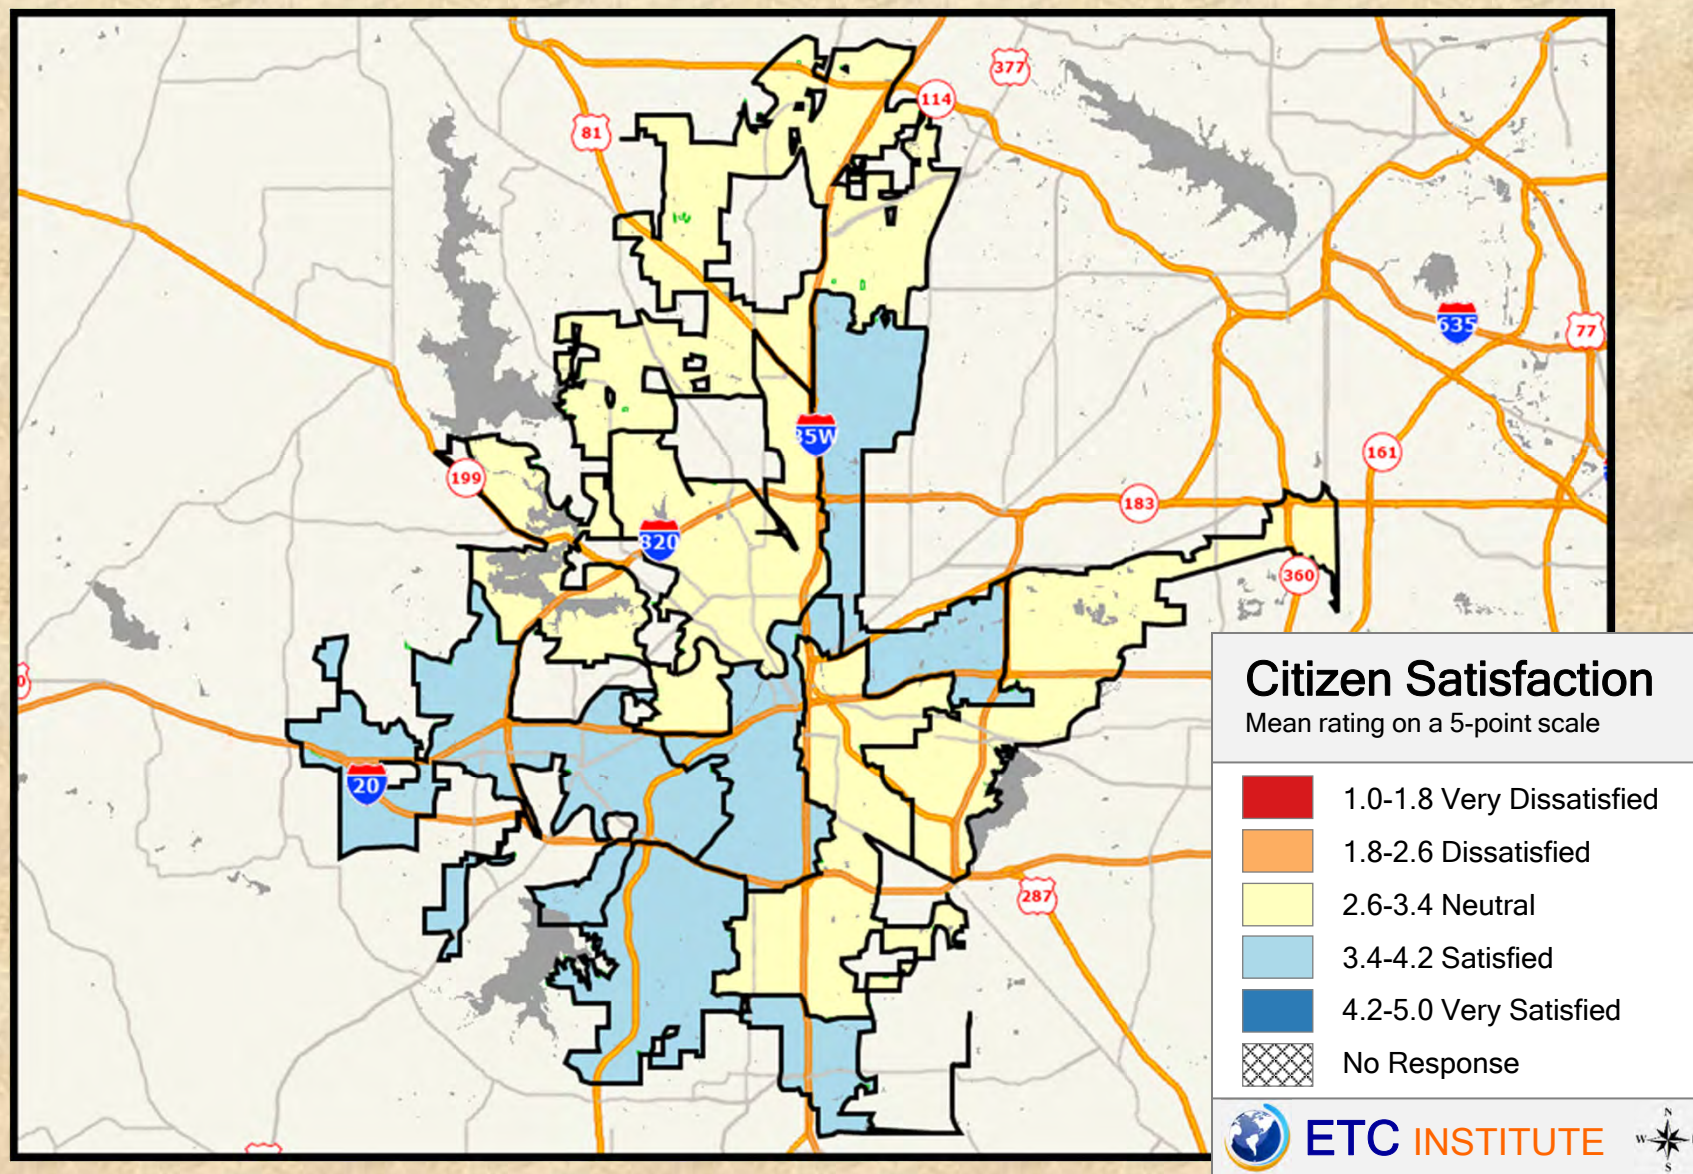 377
114
81
635
77
35W
199
161
183
820
360
20
287
Citizen Satisfaction
Mean rating on a 5-point scale
1.0-1.8 Very Dissatisfied
1.8-2.6 Dissatisfied
2.6-3.4 Neutral
3.4-4.2 Satisfied
4.2-5.0 Very Satisfied
No Response
ETC INSTITUTE
N
W
S